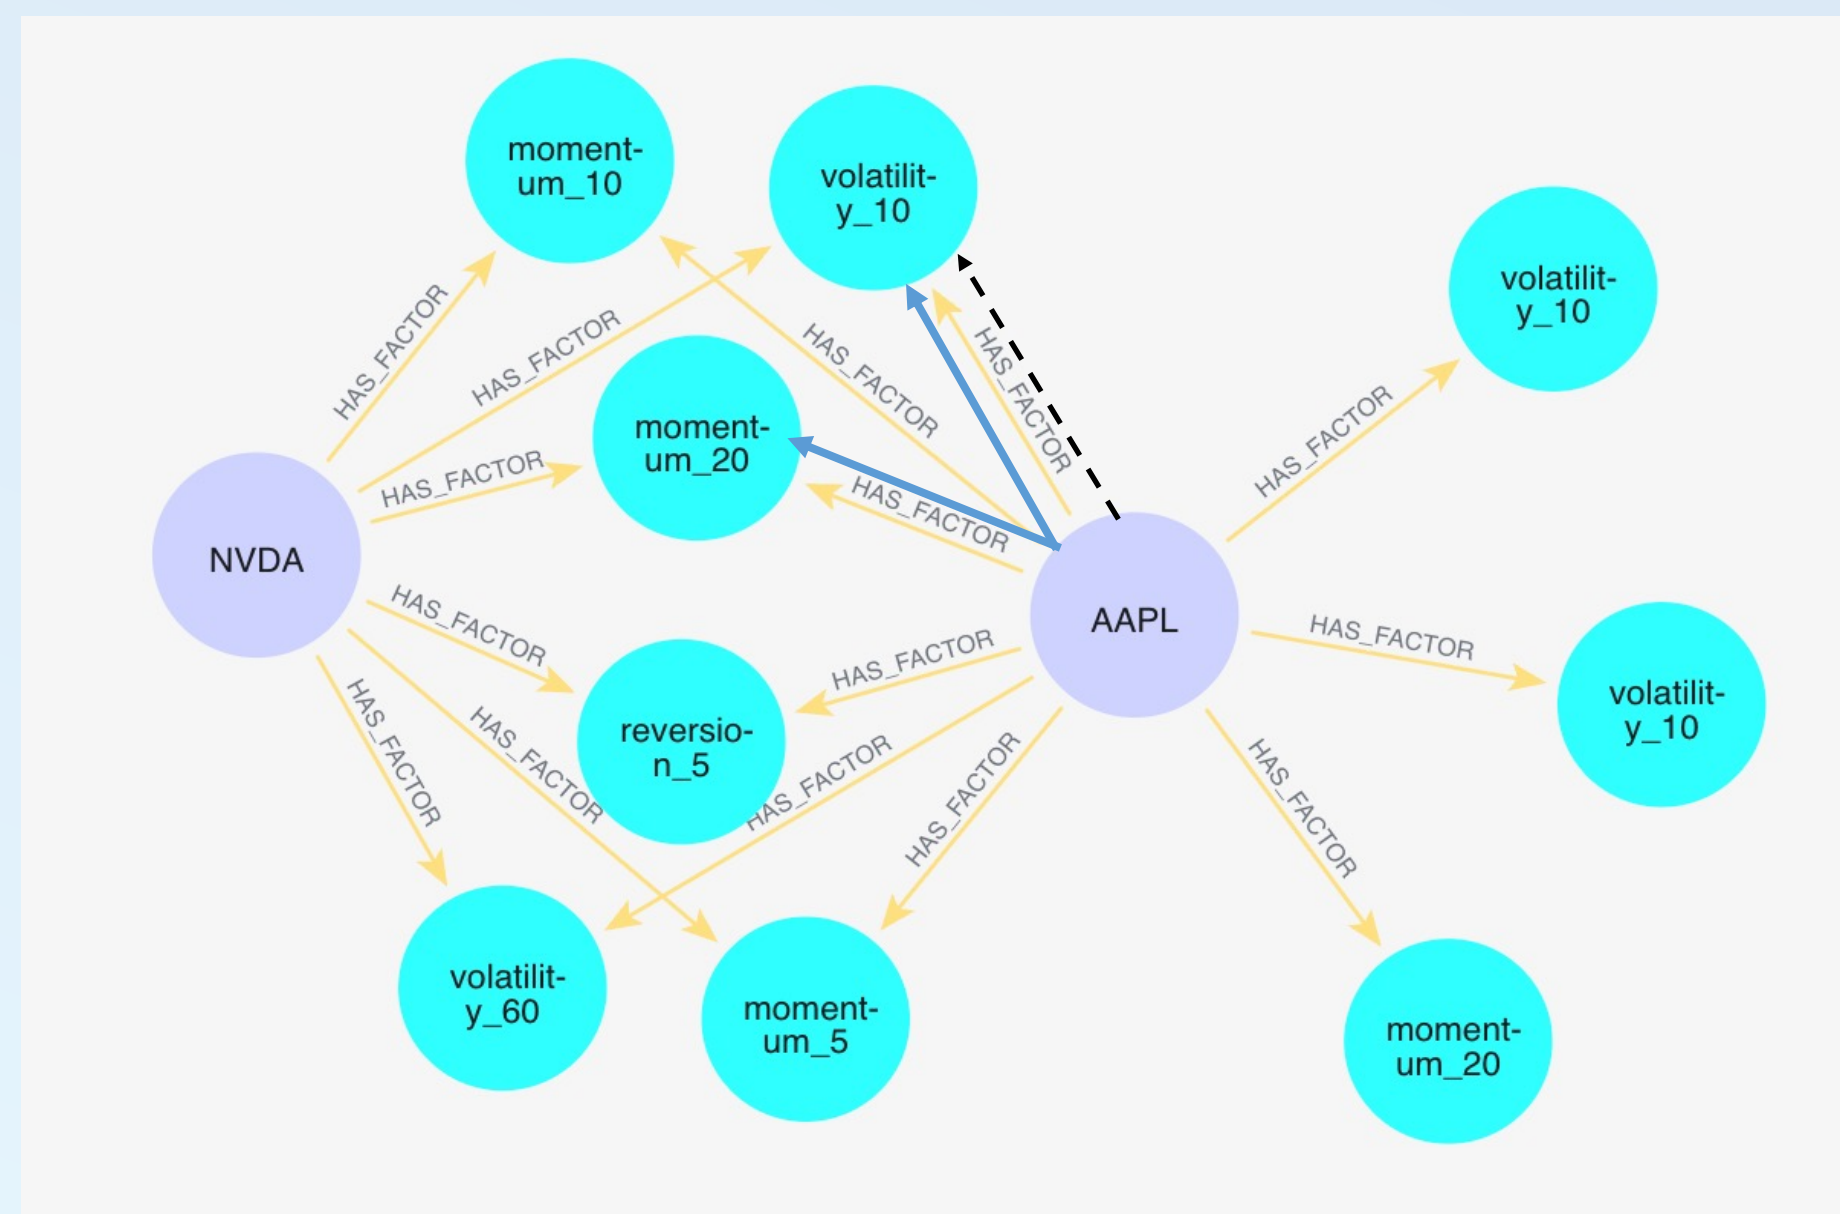 moment-
um_10
volatilit-
y_10
volatilit-
y_10
HAS_FACTOR
HAS_FACTOR
HAS_FACTOR
HAS_FACTOR
HAS_FACTOR
moment-
um_20
HAS_FACTOR
HAS_FACTOR
NVDA
AAPL
HAS_FACTOR
HAS_FACTOR
HAS_FACTOR
volatilit-
y_10
reversio-
n_5
HAS_FACTOR
HAS_FACTOR
HAS_FACTOR
HAS_FACTOR
HAS_FACTOR
volatilit-
y_60
moment-
um_5
moment-
um_20